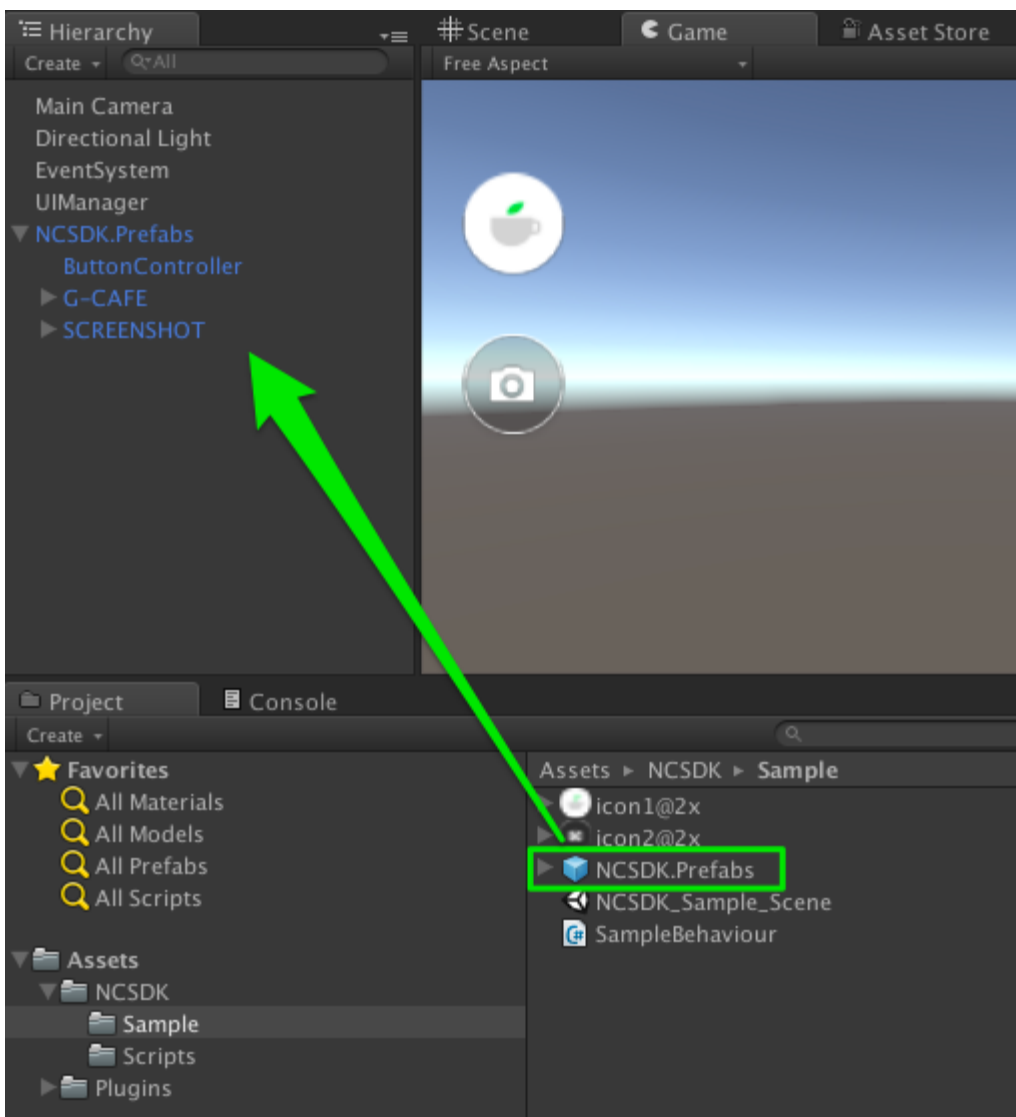 Hierarchy
Create All
Main Camera
Directional Light
EventSystem
UIManager
NCSDK.Prefabs
ButtonController
G-CAFE
SCREENSHOT
Scene Game Asset Store
Free Aspect
Project Console
Create
Favorites
All Materials
All Models
All Prefabs
All Scripts
Assets
NCSDK
Sample
Scripts
Plugins
Assets ▸ NCSDK ▸ Sample
icon1@2x
icon2@2x
NCSDK.Prefabs
NCSDK_Sample_Scene
SampleBehaviour